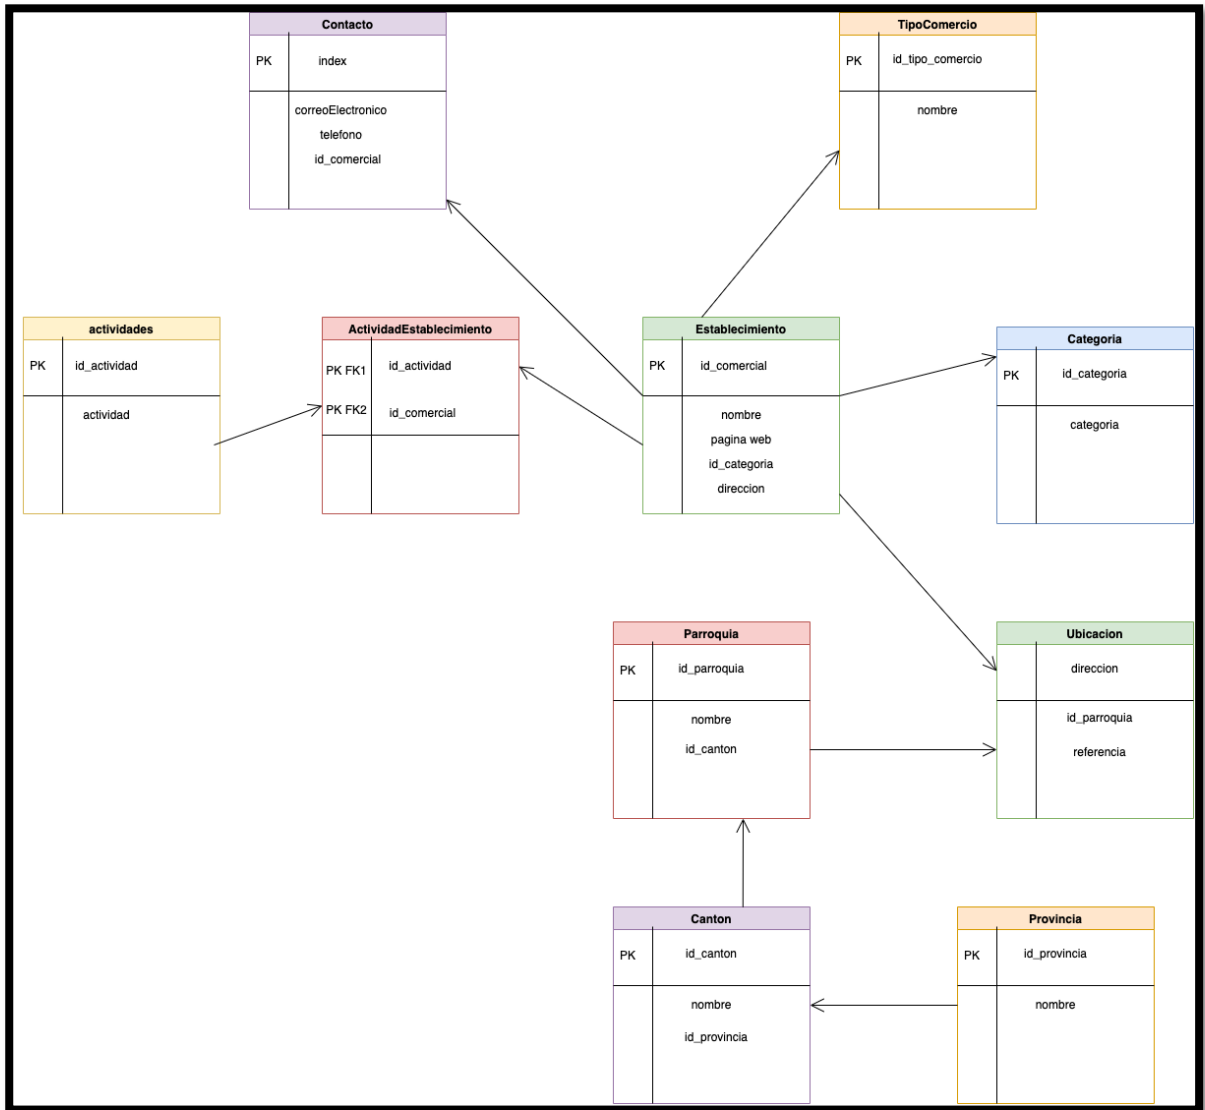 Contacto
PK index
correoElectronico
telefono
id_comercial
TipoComercio
PK id_tipo_comercio
nombre
actividades
PK id_actividad
actividad
ActividadEstablecimiento
PK FK1 id_actividad
PK FK2 id_comercial
Establecimiento
PK id_comercial
nombre
pagina web
id_categoria
direccion
Categoria
PK id_categoria
categoria
Parroquia
PK id_parroquia
nombre
id_canton
Ubicacion
direccion
id_parroquia
referencia
Canton
PK id_canton
nombre
id_provincia
Provincia
PK id_provincia
nombre